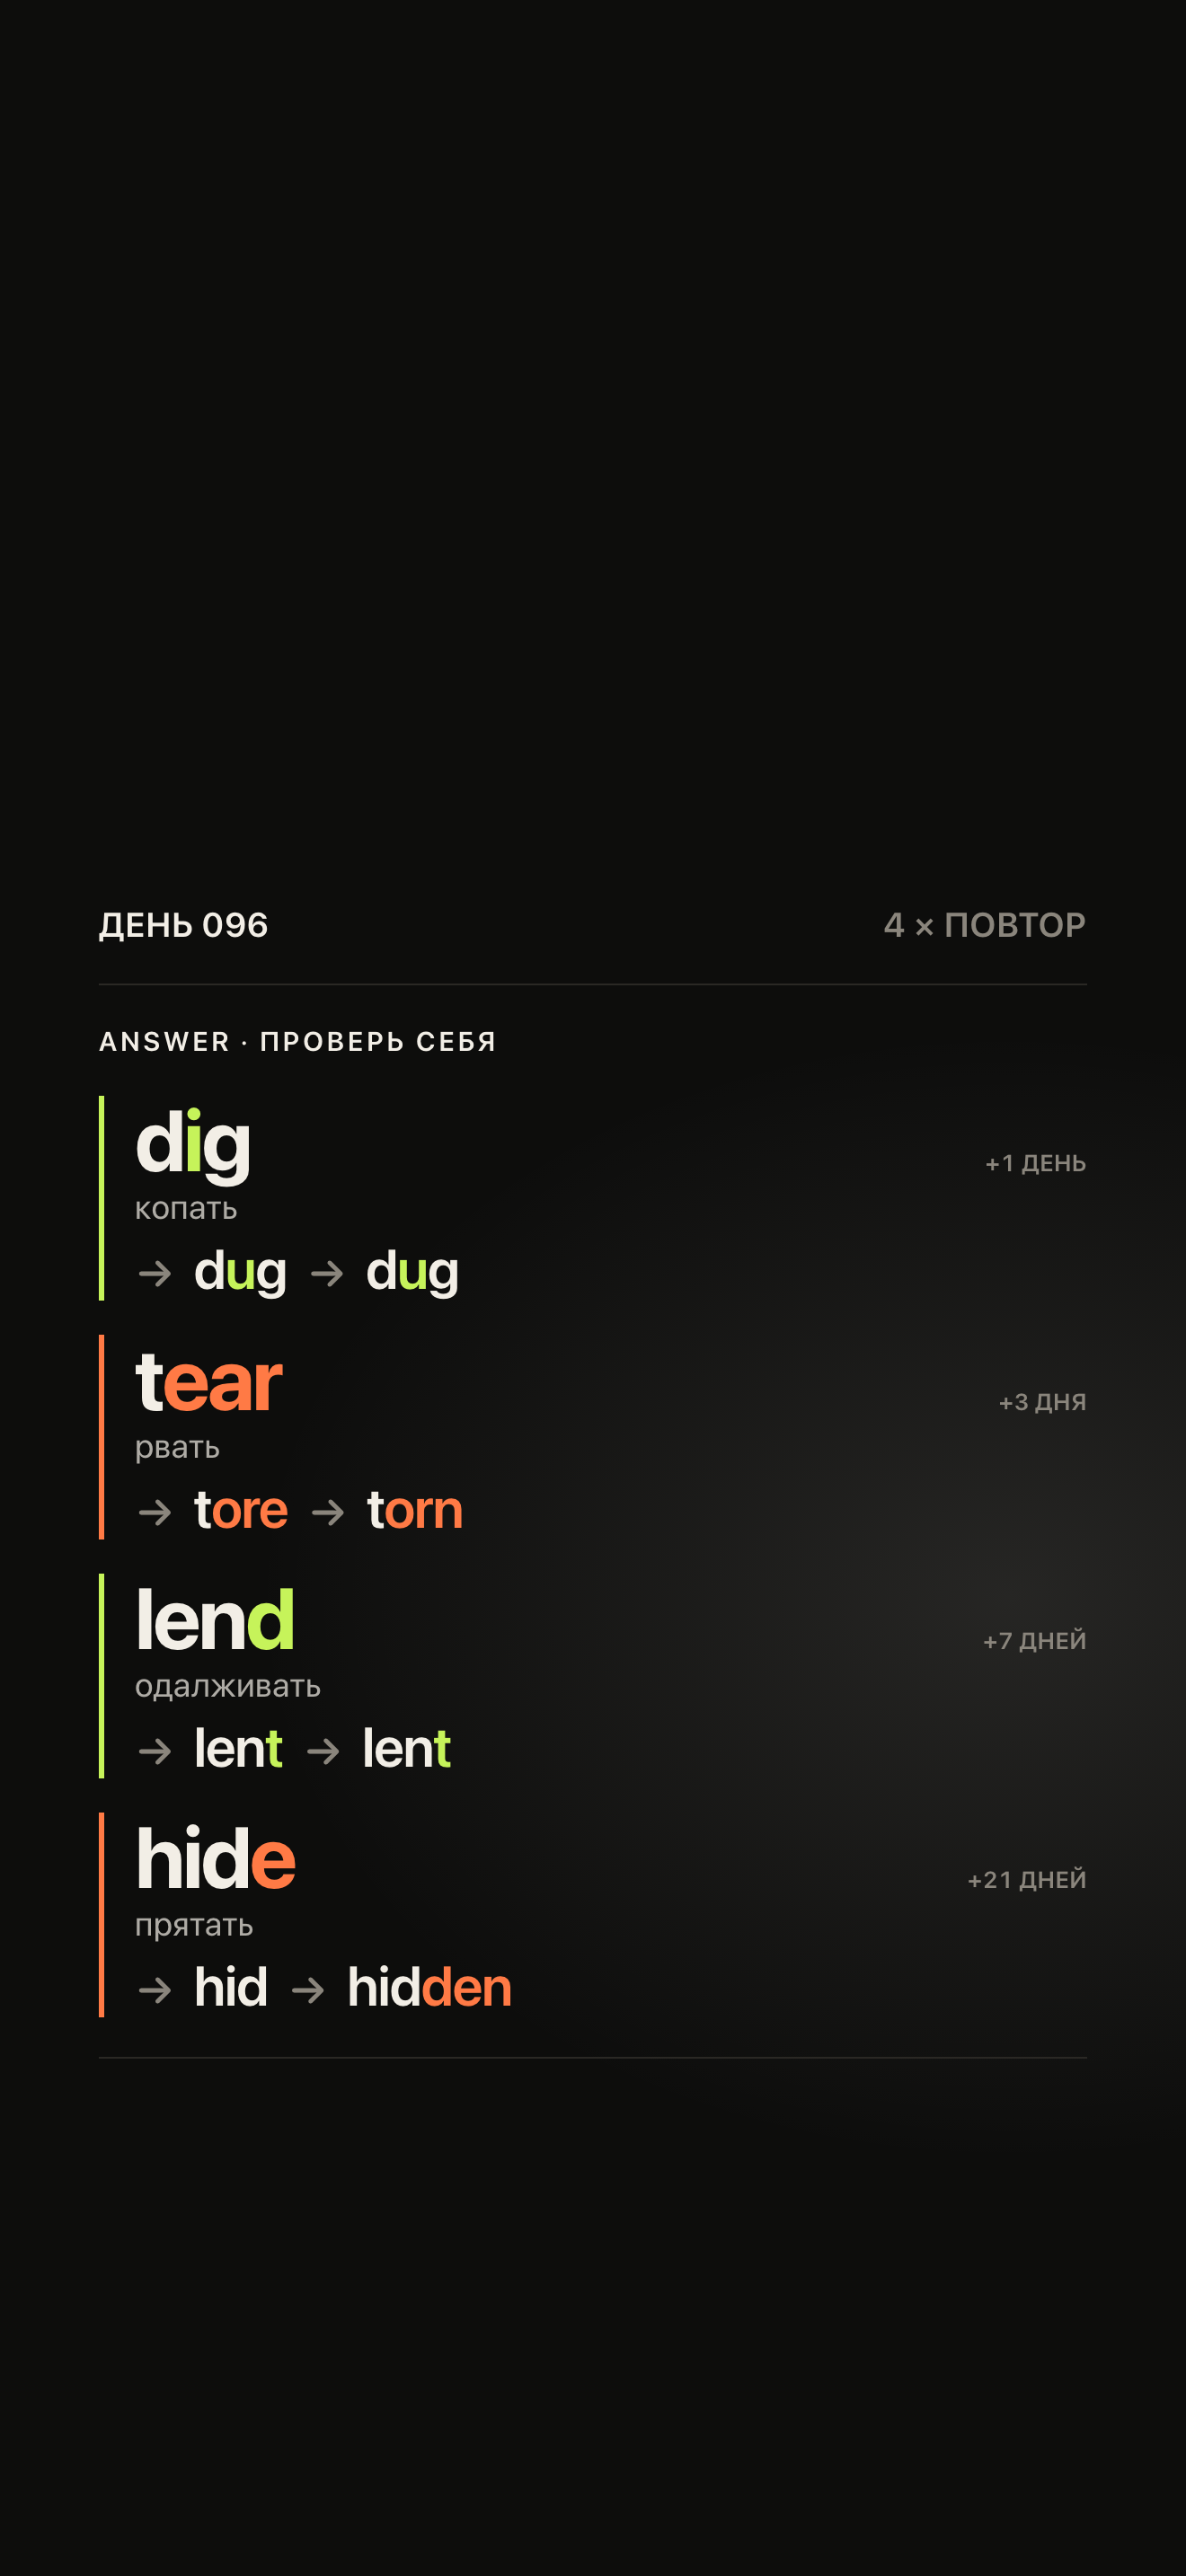 ДЕНЬ 096
4 × ПОВТОР
ANSWER · ПРОВЕРЬ СЕБЯ
dig
+1 ДЕНЬ
копать
→ dug → dug
tear
+3 ДНЯ
рвать
→ tore → torn
lend
+7 ДНЕЙ
одалживать
→ lent → lent
hide
+21 ДНЕЙ
прятать
→ hid → hidden